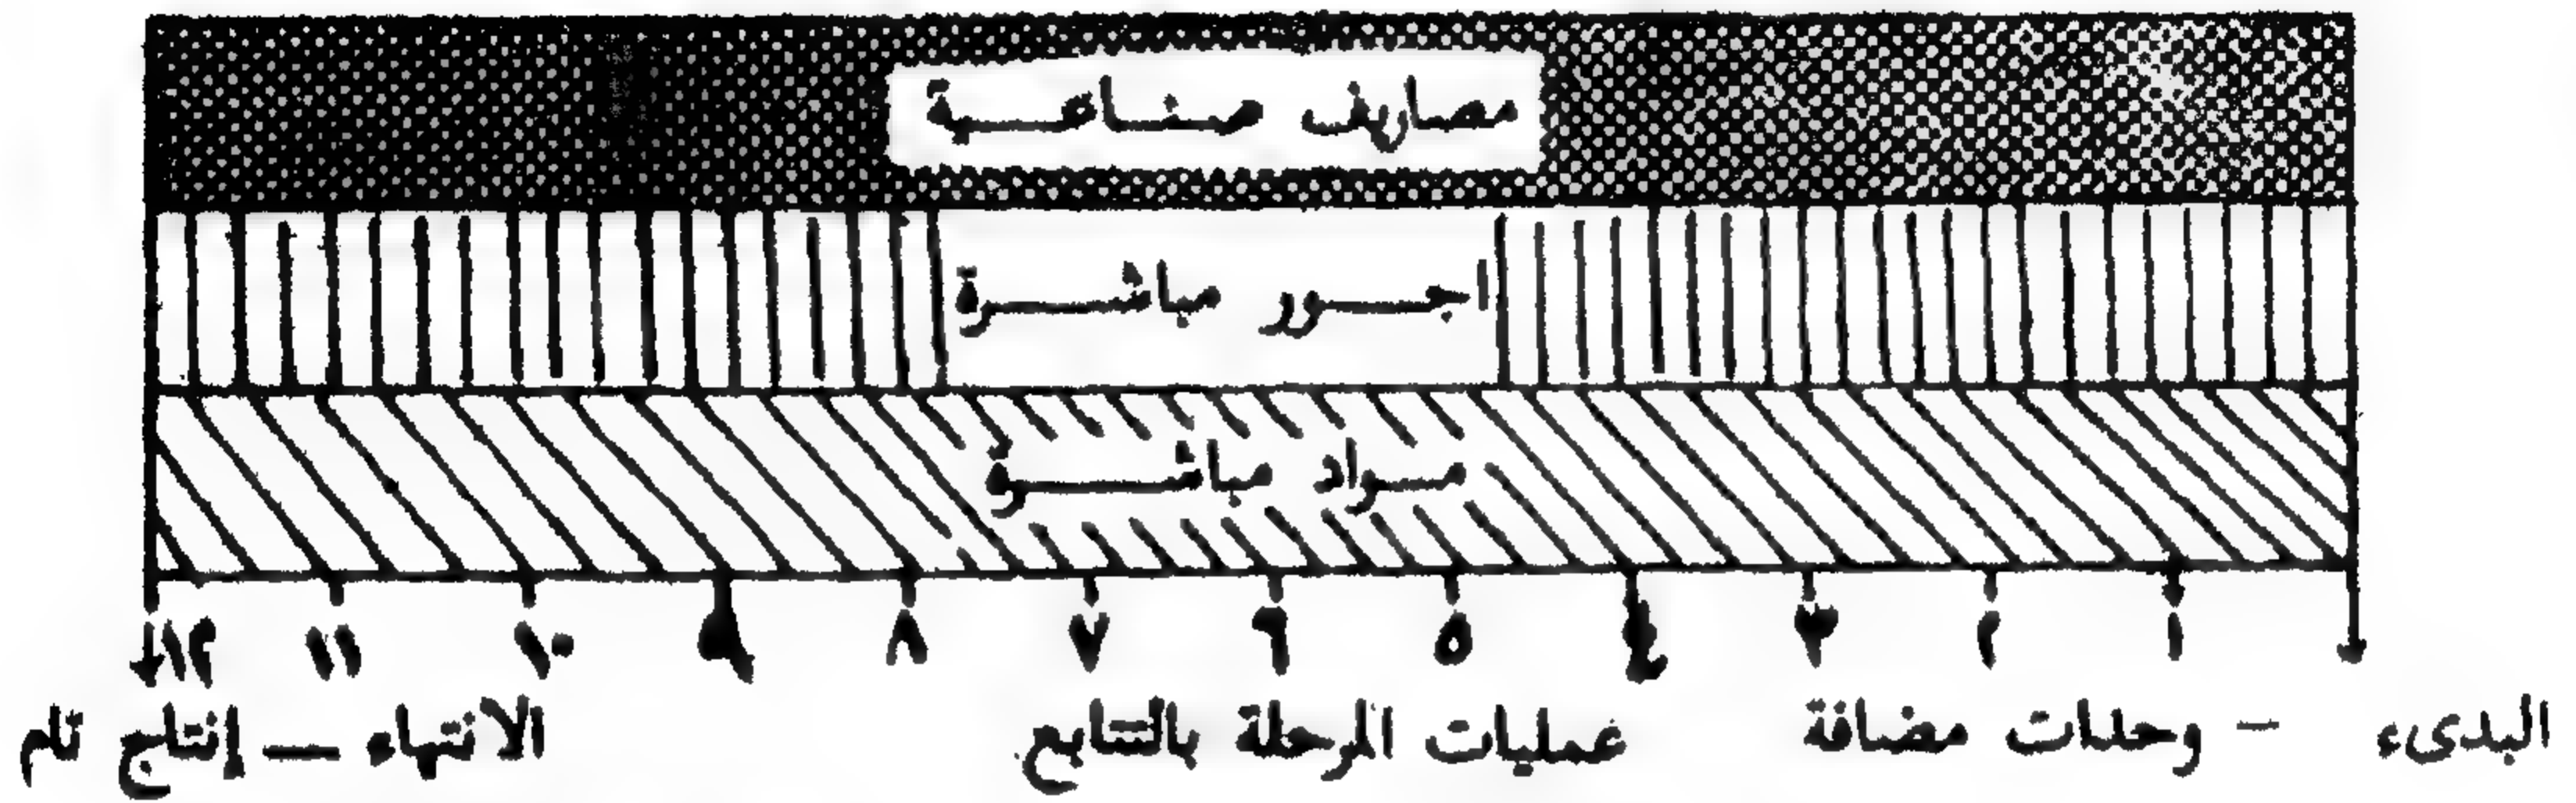 مصاريف صناعية
اجور مباشرة
مواد مباشرة
١ ٢ ٣ ٤ ٥ ٦ ٧ ٨ ٩ ١٠ ١١ ١٢
البدىء - وحدات مضافة عمليات المرحلة بالتتابع الانتهاء — إنتاج تام